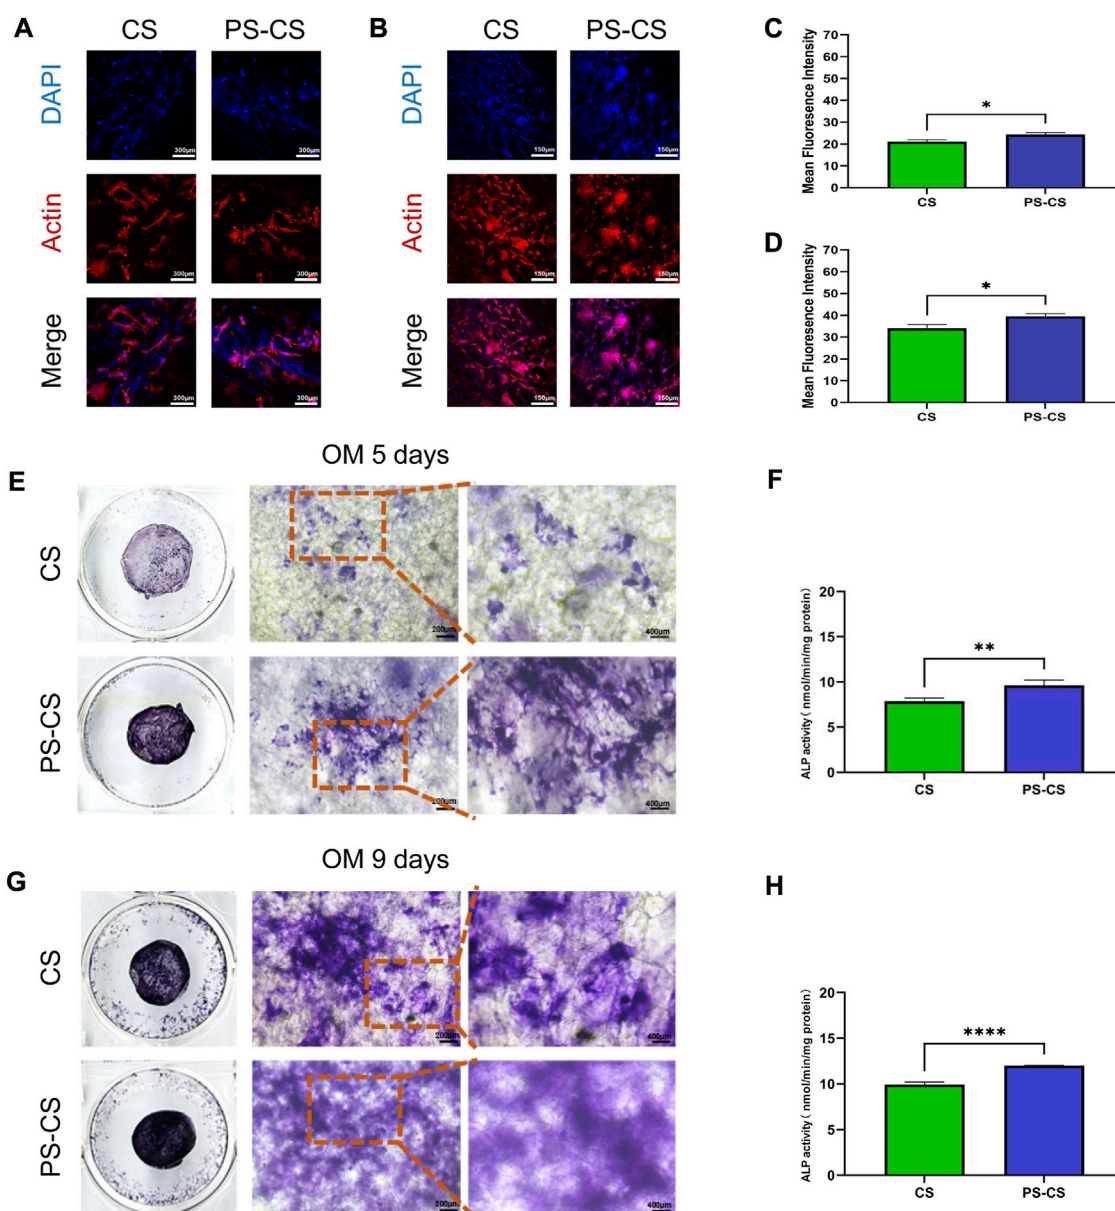 A
CS
PS-CS
DAPI
300μm
300μm
Actin
300μm
300μm
Merge
300μm
300μm
B
CS
PS-CS
DAPI
150μm
150μm
Actin
150μm
150μm
Merge
150μm
150μm
C
Mean Fluoresence Intensity
70
60
50
40
30
20
10
0
*
CS
PS-CS
D
Mean Fluoresence Intensity
70
60
50
40
30
20
10
0
*
CS
PS-CS
OM 5 days
E
CS
200μm
400μm
PS-CS
200μm
400μm
F
ALP activity( nmol/min/mg protein)
20
15
10
5
0
**
CS
PS-CS
OM 9 days
G
CS
200μm
400μm
PS-CS
200μm
400μm
H
ALP activity( nmol/min/mg protein)
20
15
10
5
0
****
CS
PS-CS